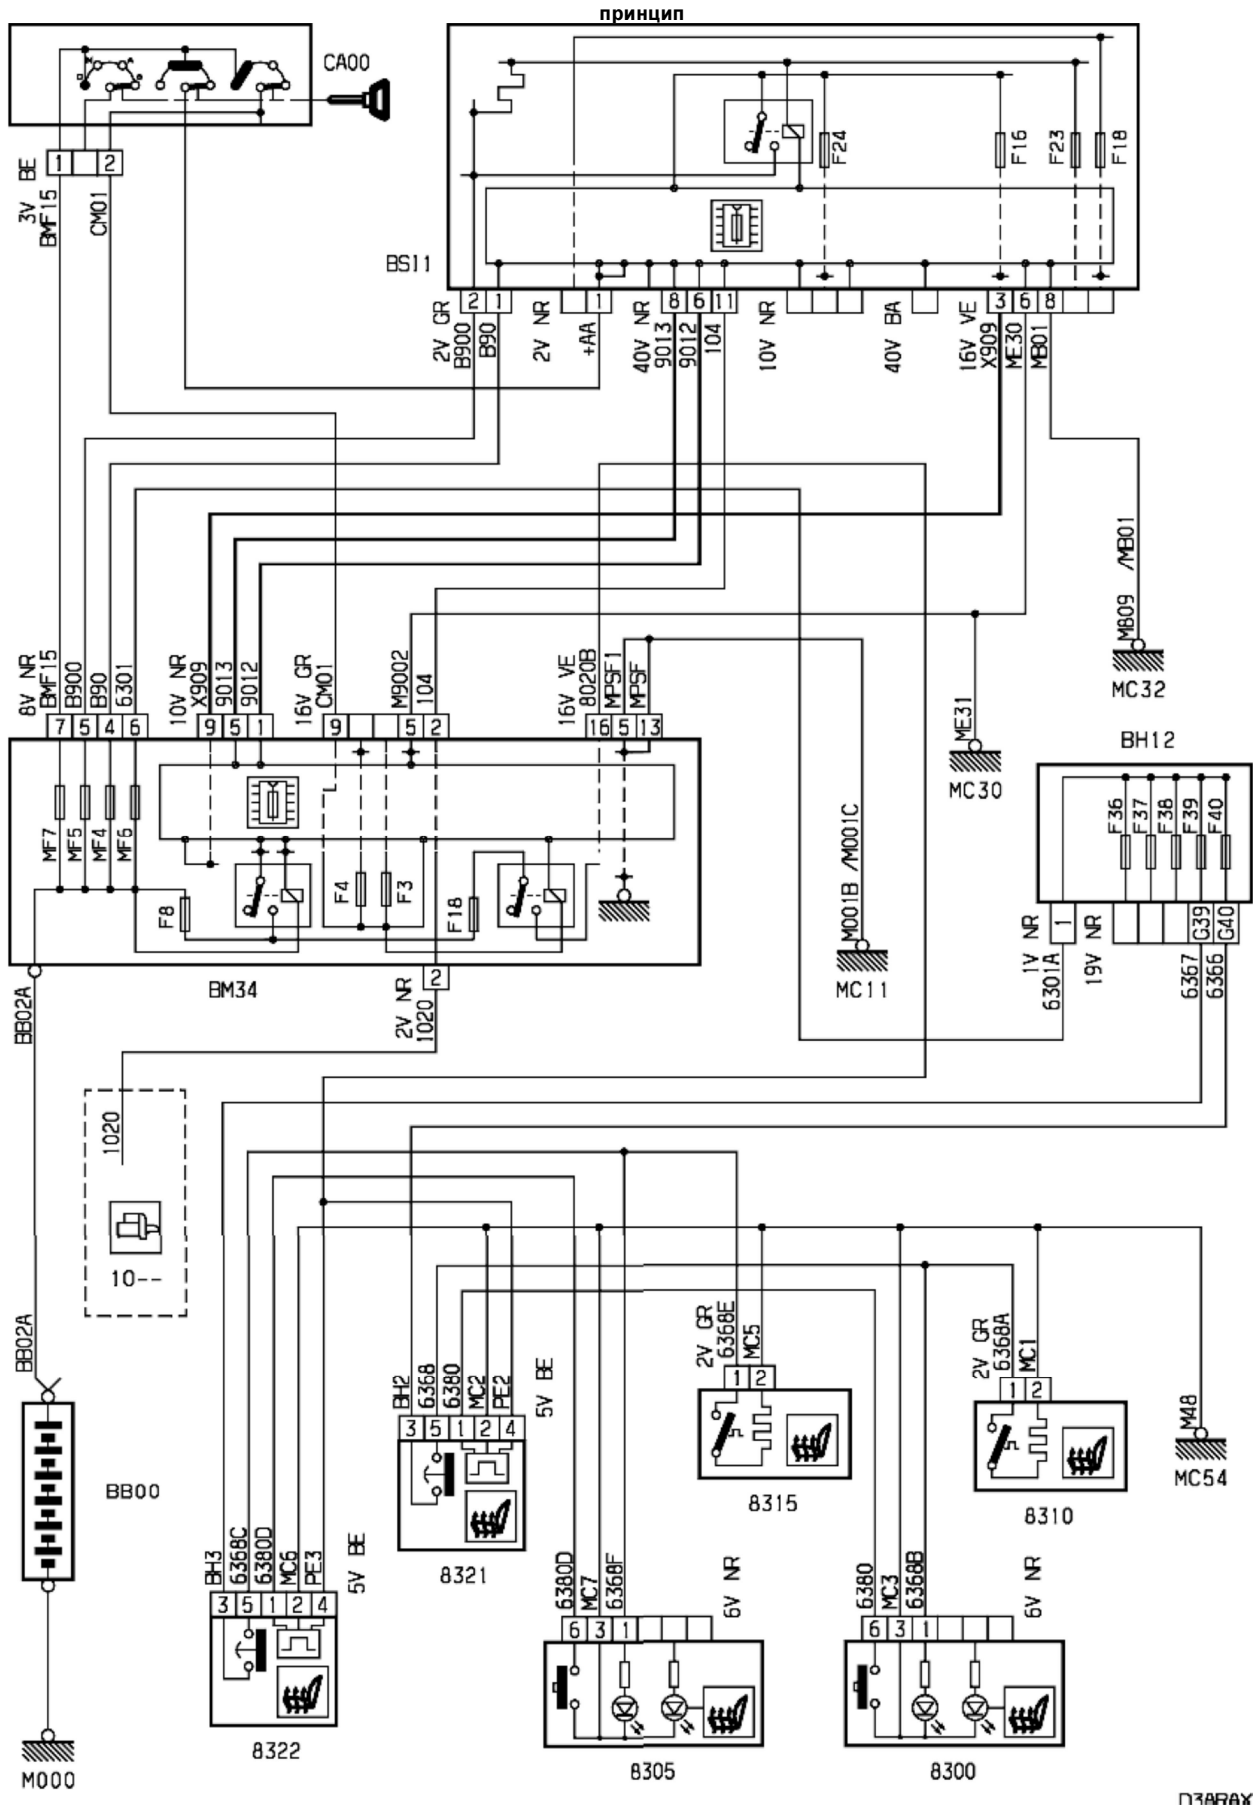 принцип
CA00
N
A
D
1
2
3V BE
BMF15
CM01
F24
F16
F23
F18
BSI1
2
1
1
8
6
11
3
6
8
2V GR
B900
B90
2V NR
+AA
40V NR
9013
9012
104
10V NR
40V BA
16V VE
X909
ME30
MB01
M809 /MB01
MC32
8V NR
BMF15
B900
B90
6301
10V NR
X909
9013
9012
16V GR
CM01
M9002
104
16V VE
8020B
MPSF1
MPSF
7
5
4
6
9
5
1
9
5
2
16
5
13
ME31
MC30
MF7
MF5
MF4
MF6
F8
F4
F3
F18
BM34
2
2V NR
1020
M001B /M001C
MC11
BH12
F36
F37
F38
F39
F40
1
G39
G40
1V NR
6301A
19V NR
6367
6366
BB02A
1020
10--
BB02A
BB00
M000
BH2
6368
6380
MC2
PE2
5V BE
3
5
1
2
4
8321
2V GR
6368E
MC5
1
2
8315
2V GR
6368A
MC1
1
2
8310
M48
MC54
BH3
6368C
6380D
MC6
PE3
5V BE
3
5
1
2
4
8322
6380D
MC7
6368F
6V NR
6
3
1
8305
6380
MC3
6368B
6V NR
6
3
1
8300